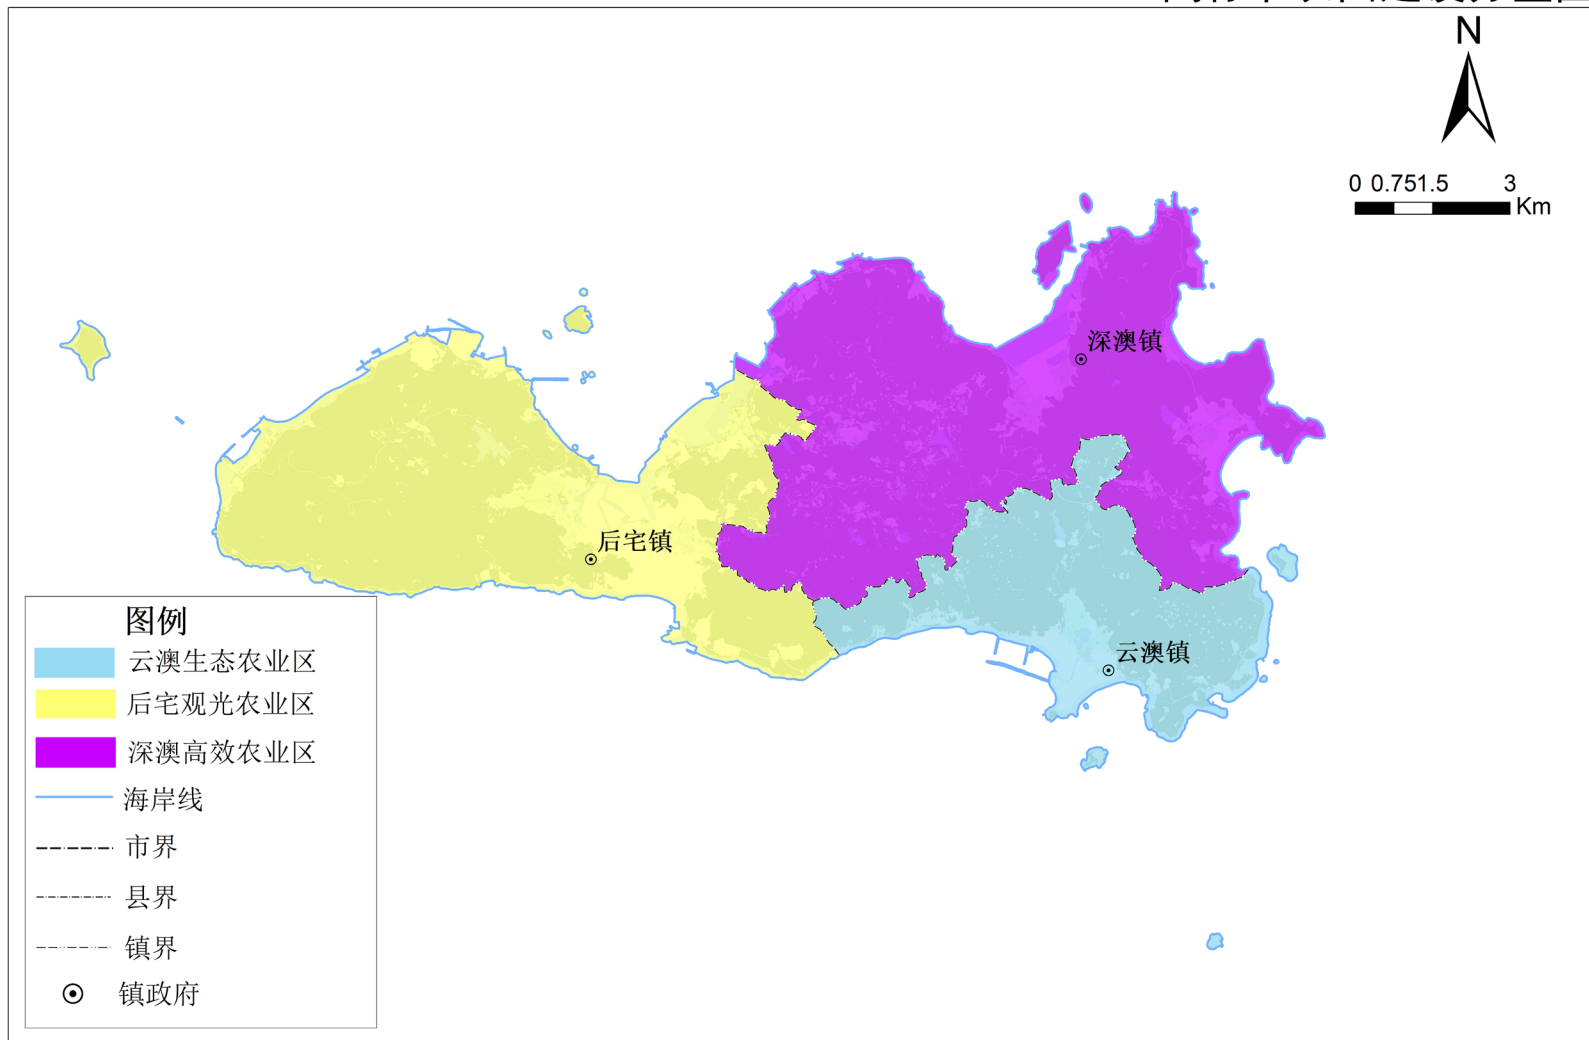 N
0 0.751.5 3
Km
深澳镇
后宅镇
云澳镇
图例
云澳生态农业区
后宅观光农业区
深澳高效农业区
海岸线
市界
县界
镇界
镇政府